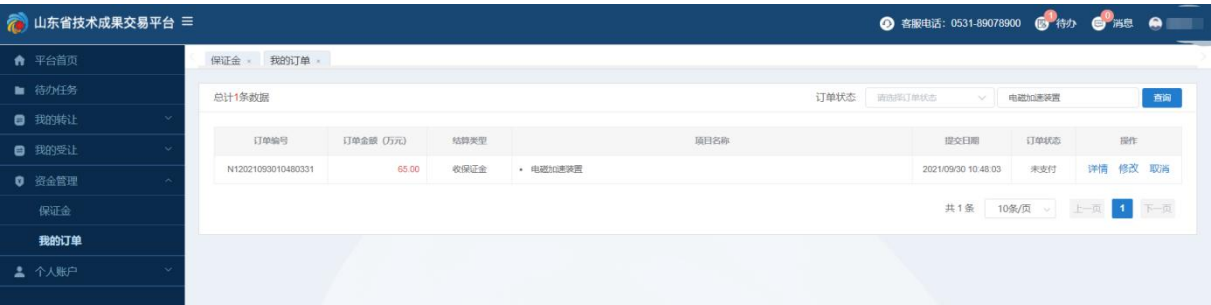 山东省技术成果交易平台
客服电话：0531-89078900
1
待办
0
消息
平台首页
待办任务
我的转让
我的受让
资金管理
保证金
我的订单
个人账户
保证金 × 我的订单 ×
总计1条数据
订单状态 请选择订单状态 电磁加速装置 查询
订单编号 订单金额（万元） 结算类型 项目名称 提交日期 订单状态 操作
N12021093010480331 65.00 收保证金 • 电磁加速装置 2021/09/30 10:48:03 未支付 详情 修改 取消
共 1 条 10条/页 上一页 1 下一页